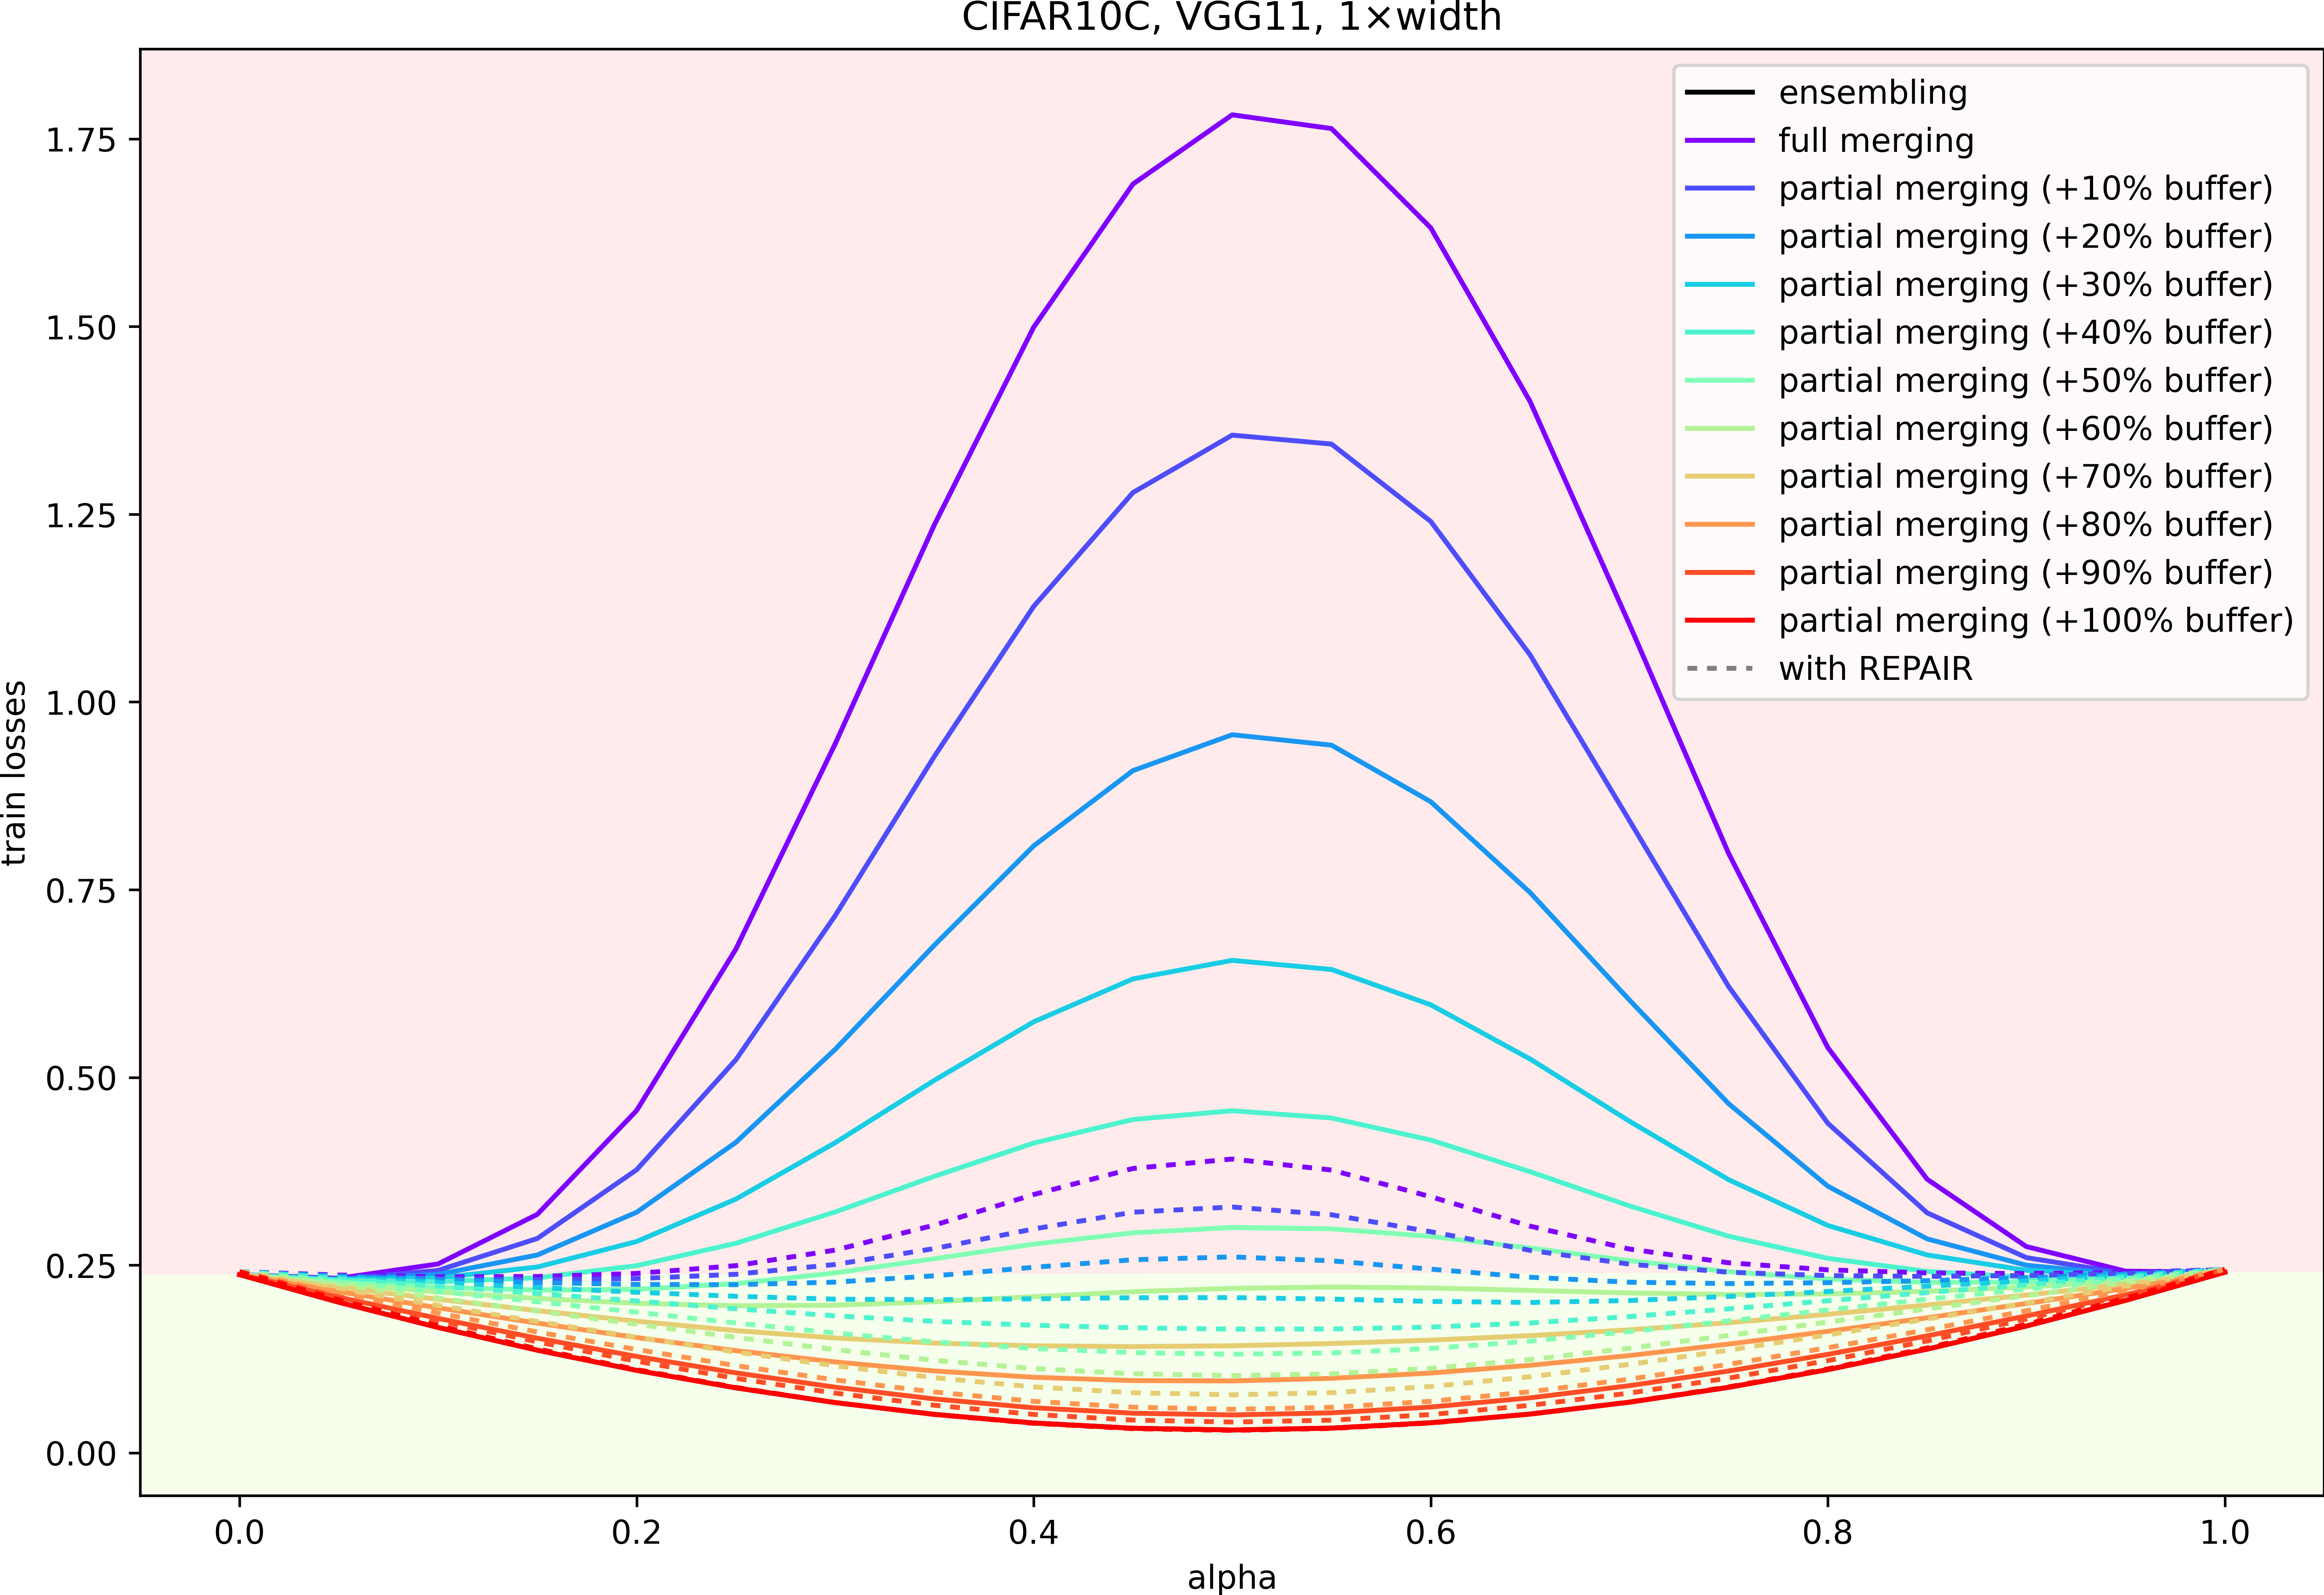 CIFAR10C, VGG11, 1×width
ensembling
full merging
partial merging (+10% buffer)
partial merging (+20% buffer)
partial merging (+30% buffer)
partial merging (+40% buffer)
partial merging (+50% buffer)
partial merging (+60% buffer)
partial merging (+70% buffer)
partial merging (+80% buffer)
partial merging (+90% buffer)
partial merging (+100% buffer)
with REPAIR
train losses
1.75
1.50
1.25
1.00
0.75
0.50
0.25
0.00
0.0 0.2 0.4 0.6 0.8 1.0
alpha